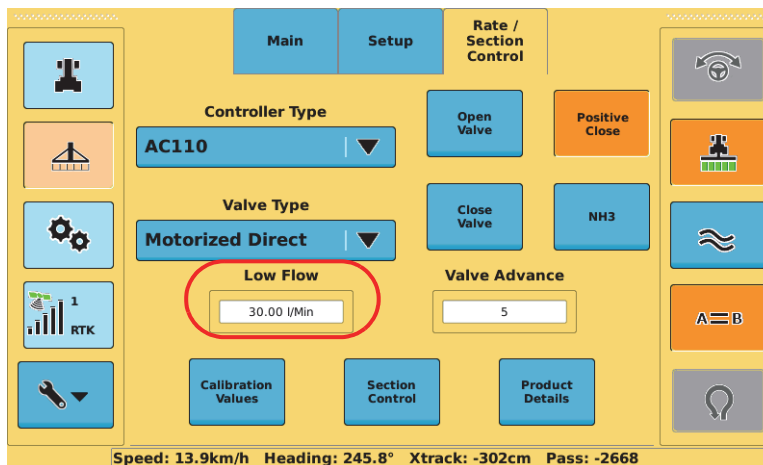 Main
Setup
Rate /
Section
Control
Controller Type
AC110
Open
Valve
Positive
Close
Valve Type
Motorized Direct
Close
Valve
NH3
Low Flow
30.00 l/Min
Valve Advance
5
1
RTK
A B
Calibration
Values
Section
Control
Product
Details
Speed: 13.9km/h Heading: 245.8° Xtrack: -302cm Pass: -2668